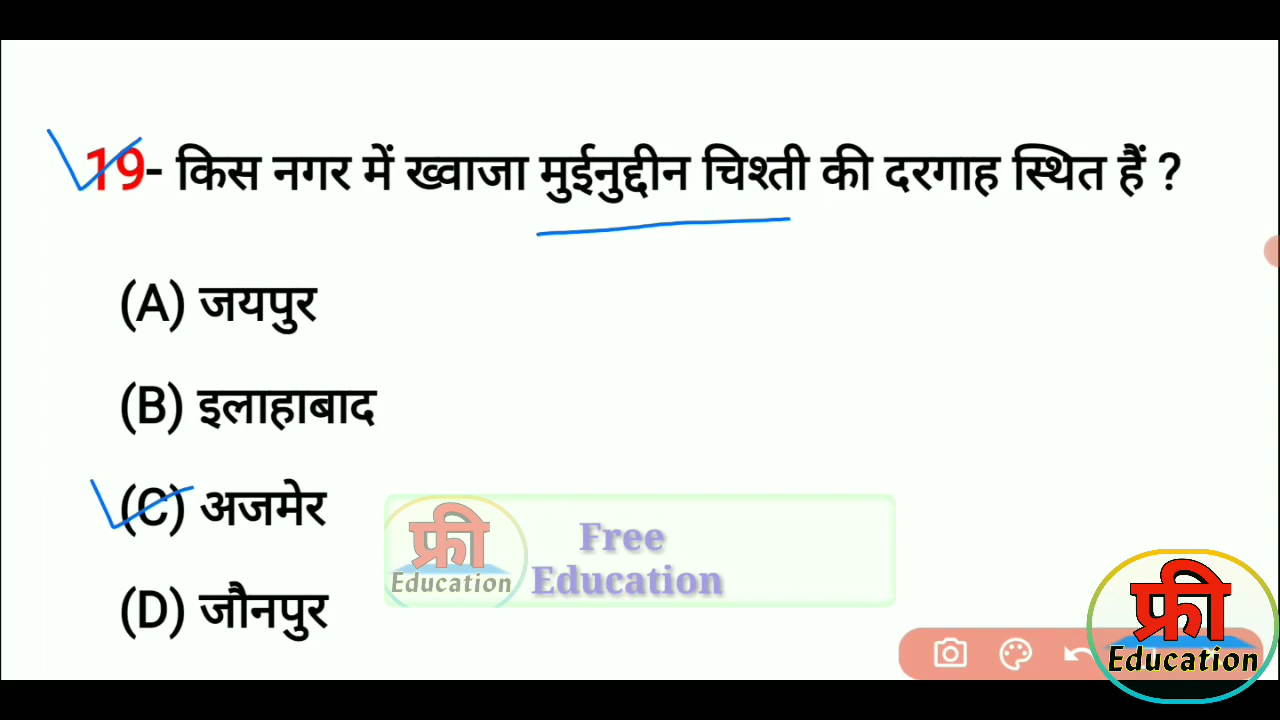 19- किस नगर में ख्वाजा मुईनुद्दीन चिश्ती की दरगाह स्थित हैं ?
(A) जयपुर
(B) इलाहाबाद
(C) अजमेर
(D) जौनपुर
फ्री
Education
Free
Education
फ्री
Education